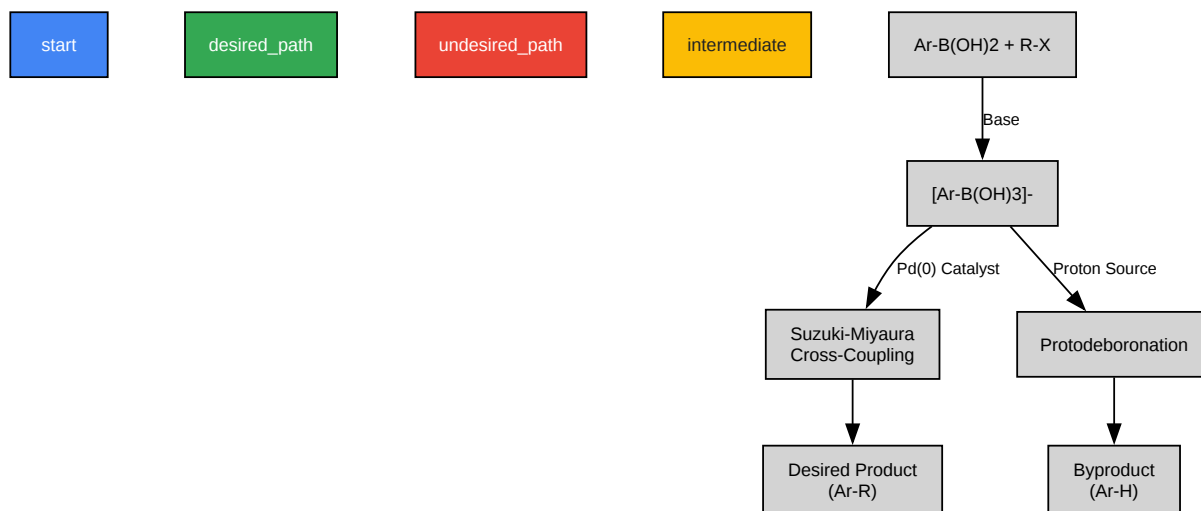 start
desired_path
undesired_path
intermediate
Ar-B(OH)2 + R-X
Base
[Ar-B(OH)3]-
Pd(0) Catalyst
Proton Source
Suzuki-Miyaura
Cross-Coupling
Protodeboronation
Desired Product
(Ar-R)
Byproduct
(Ar-H)